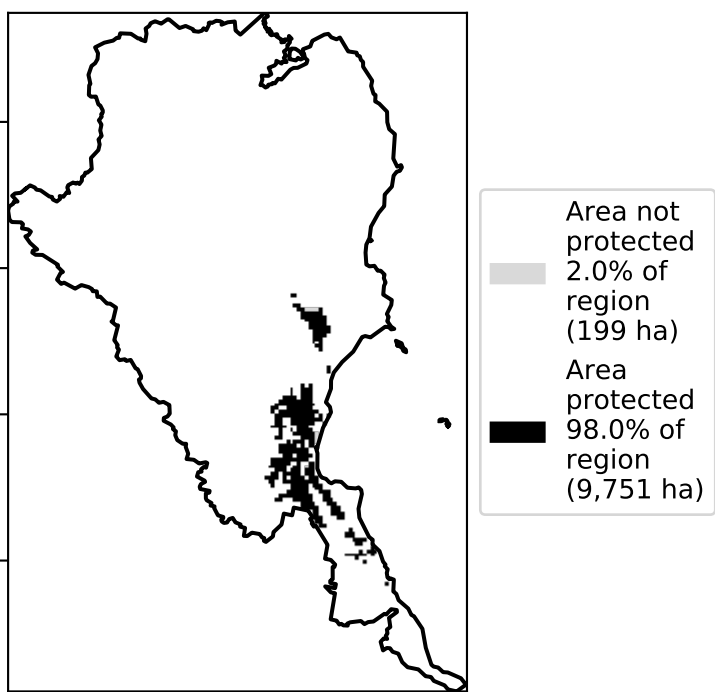 Area not
protected
2.0% of
region
(199 ha)
Area
protected
98.0% of
region
(9,751 ha)